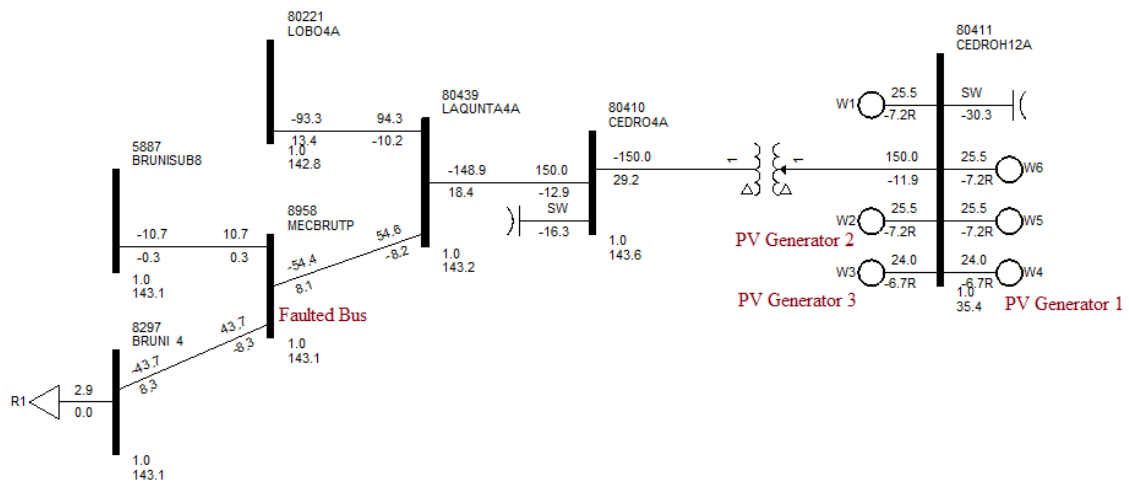 80221
LOBO4A
-93.3
13.4
94.3
-10.2
1.0
142.8
80439
LAQUNTA4A
-148.9
18.4
150.0
-12.9
1.0
143.2
80410
CEDRO4A
-150.0
29.2
SW
-16.3
1.0
143.6
1
1
150.0
-11.9
80411
CEDROH12A
W1
25.5
-7.2R
SW
-30.3
25.5
-7.2R
W6
W2
25.5
-7.2R
25.5
-7.2R
W5
PV Generator 2
W3
24.0
-6.7R
24.0
-6.7R
W4
PV Generator 3
PV Generator 1
1.0
35.4
5887
BRUNISUB8
-10.7
-0.3
10.7
0.3
1.0
143.1
8958
MECBRUTP
-54.4
8.1
54.6
-8.2
Faulted Bus
1.0
143.1
8297
BRUNI 4
-43.7
8.3
43.7
-8.3
R1
2.9
0.0
1.0
143.1